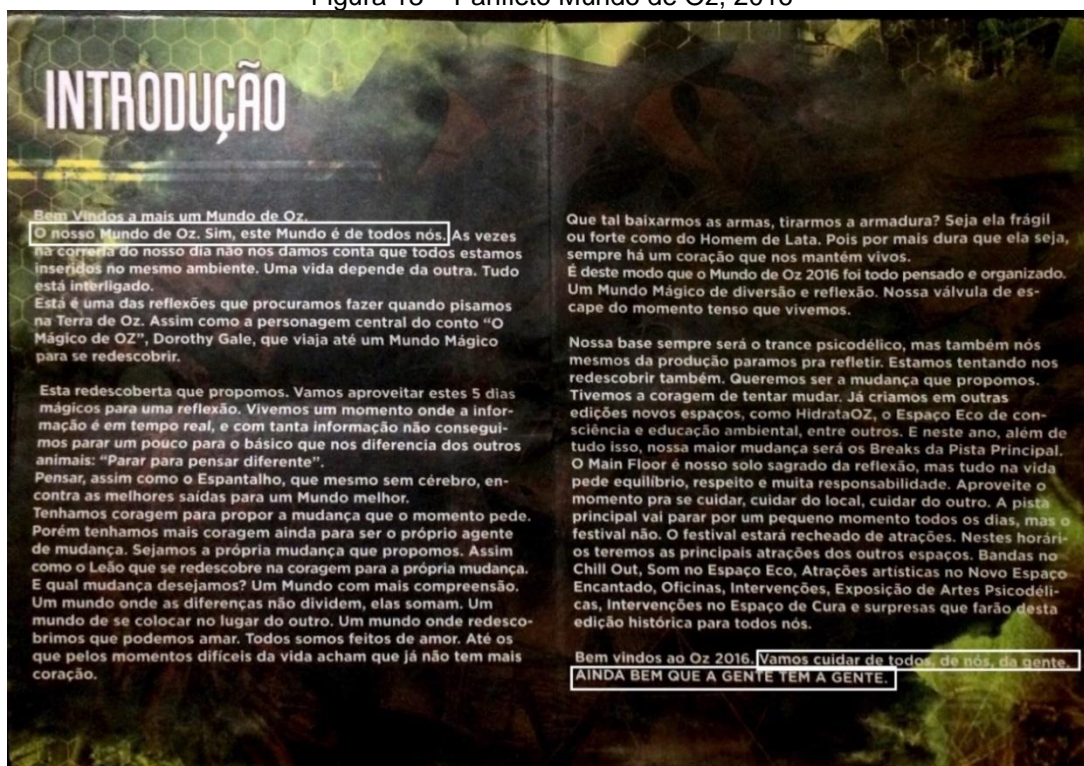 Figura 18 – Panfleto Mundo de Oz, 2016
INTRODUÇÃO
Bem Vindos a mais um Mundo de Oz.
O nosso Mundo de Oz. Sim, este Mundo é de todos nós. As vezes
na correria do nosso dia não nos damos conta que todos estamos
inseridos no mesmo ambiente. Uma vida depende da outra. Tudo
está interligado.
Está é uma das reflexões que procuramos fazer quando pisamos
na Terra de Oz. Assim como a personagem central do conto “O
Mágico de OZ”, Dorothy Gale, que viaja até um Mundo Mágico
para se redescobrir.
Esta redescoberta que propomos. Vamos aproveitar estes 5 dias
mágicos para uma reflexão. Vivemos um momento onde a infor-
mação é em tempo real, e com tanta informação não consegui-
mos parar um pouco para o básico que nos diferencia dos outros
animais: “Parar para pensar diferente”.
Pensar, assim como o Espantalho, que mesmo sem cérebro, en-
contra as melhores saídas para um Mundo melhor.
Tenhamos coragem para propor a mudança que o momento pede.
Porém tenhamos mais coragem ainda para ser o próprio agente
de mudança. Sejamos a própria mudança que propomos. Assim
como o Leão que se redescobre na coragem para a própria mudança.
E qual mudança desejamos? Um Mundo com mais compreensão.
Um mundo onde as diferenças não dividem, elas somam. Um
mundo de se colocar no lugar do outro. Um mundo onde redesco-
brimos que podemos amar. Todos somos feitos de amor. Até os
que pelos momentos difíceis da vida acham que já não tem mais
coração.
Que tal baixarmos as armas, tirarmos a armadura? Seja ela frágil
ou forte como do Homem de Lata. Pois por mais dura que ela seja,
sempre há um coração que nos mantém vivos.
É deste modo que o Mundo de Oz 2016 foi todo pensado e organizado.
Um Mundo Mágico de diversão e reflexão. Nossa válvula de es-
cape do momento tenso que vivemos.
Nossa base sempre será o trance psicodélico, mas também nós
mesmos da produção paramos pra refletir. Estamos tentando nos
redescobrir também. Queremos ser a mudança que propomos.
Tivemos a coragem de tentar mudar. Já criamos em outras
edições novos espaços, como HidrataOZ, o Espaço Eco de con-
sciência e educação ambiental, entre outros. E neste ano, além de
tudo isso, nossa maior mudança será os Breaks da Pista Principal.
O Main Floor é nosso solo sagrado da reflexão, mas tudo na vida
pede equilíbrio, respeito e muita responsabilidade. Aproveite o
momento pra se cuidar, cuidar do local, cuidar do outro. A pista
principal vai parar por um pequeno momento todos os dias, mas o
festival não. O festival estará recheado de atrações. Nestes horári-
os teremos as principais atrações dos outros espaços. Bandas no
Chill Out, Som no Espaço Eco, Atrações artísticas no Novo Espaço
Encantado, Oficinas, Intervenções, Exposição de Artes Psicodéli-
cas, Intervenções no Espaço de Cura e surpresas que farão desta
edição histórica para todos nós.
Bem vindos ao Oz 2016. Vamos cuidar de todos, de nós, da gente.
AINDA BEM QUE A GENTE TEM A GENTE.